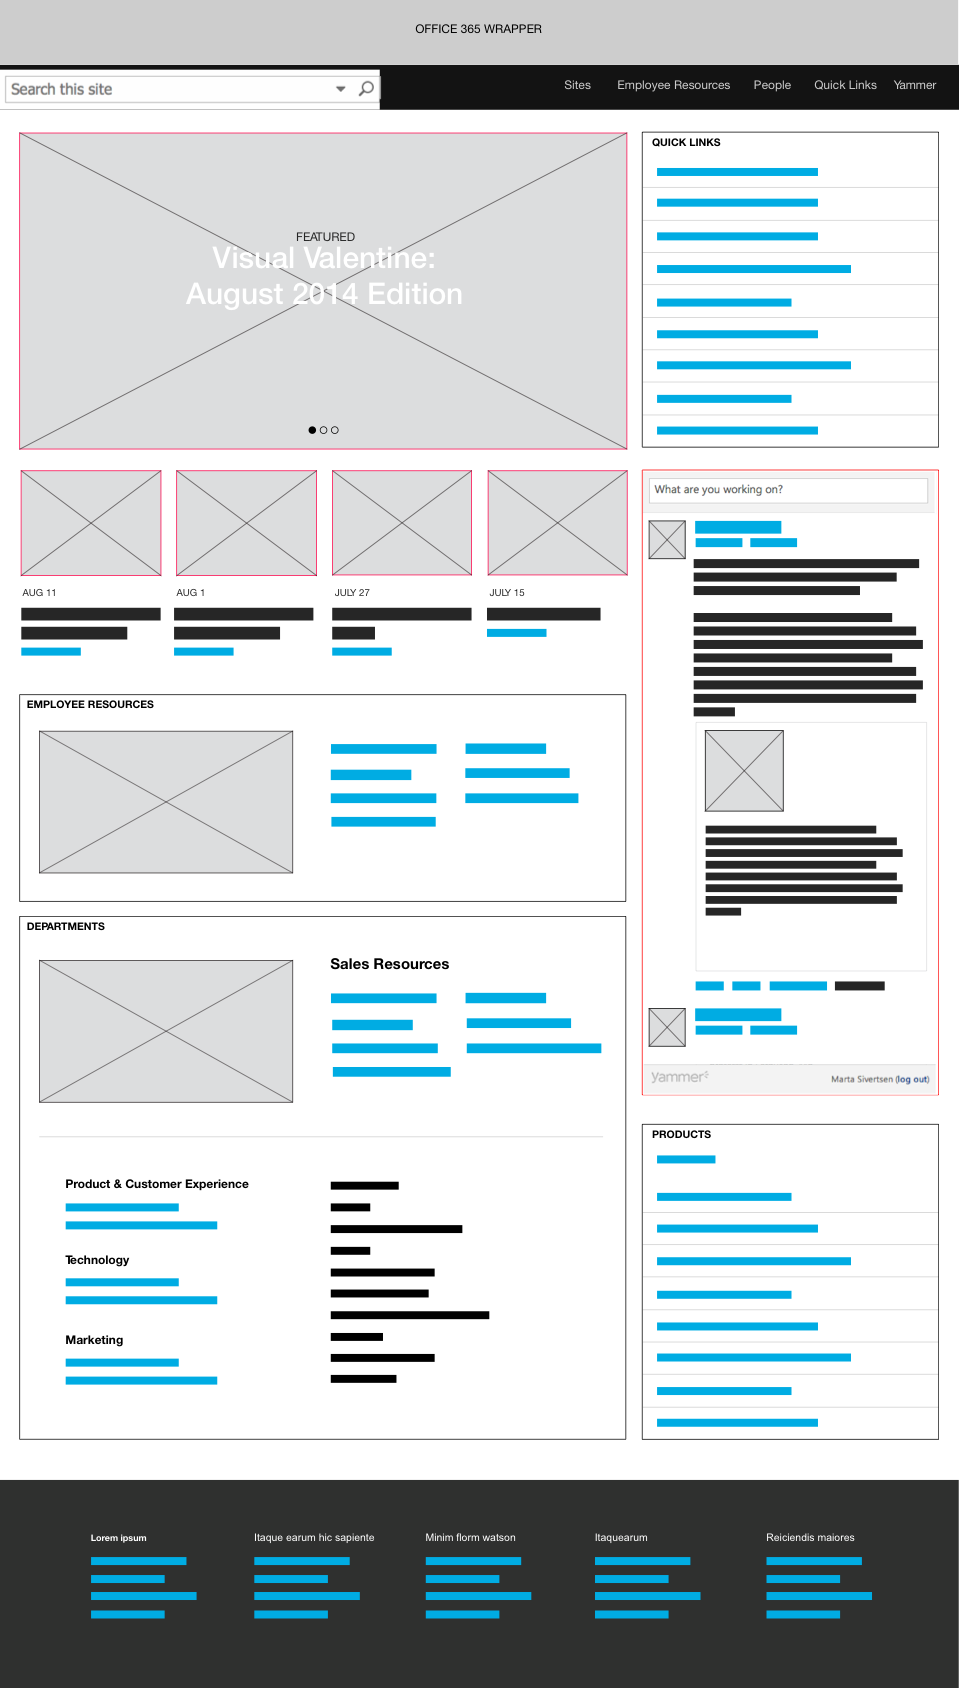 OFFICE 365 WRAPPER
Search this site
Sites Employee Resources People Quick Links Yammer
FEATURED
Visual Valentine:
August 2014 Edition
QUICK LINKS
AUG 11
AUG 1
JULY 27
JULY 15
What are you working on?
EMPLOYEE RESOURCES
DEPARTMENTS
Sales Resources
yammer
Marta Sivertsen (log out)
PRODUCTS
Product & Customer Experience
Technology
Marketing
Lorem ipsum
Itaque earum hic sapiente
Minim florm watson
Itaquearum
Reiciendis maiores